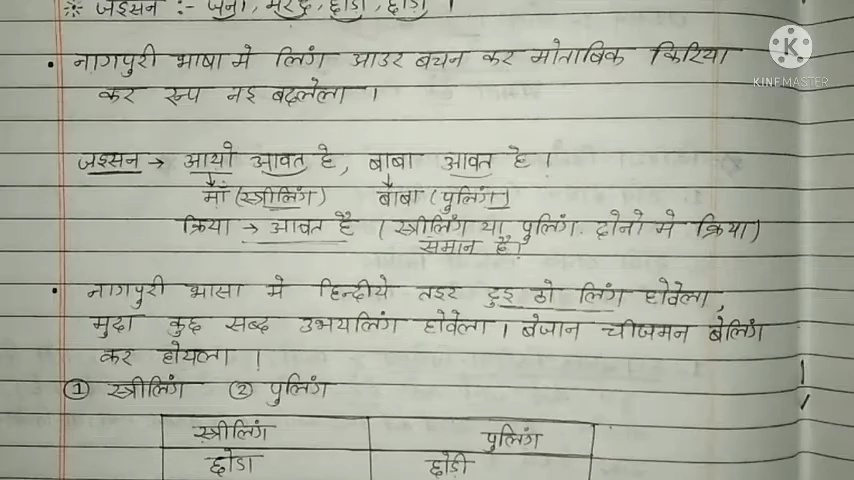 जइसन :- जनी, मरद, छोड़ा, छोड़ी ।
KINEMASTER
• नागपुरी भाषा मे लिंग आउर बचन कर मोताबिक किरिया
कर रूप नइ बदलेला ।
जइसन → आयो आवत हे, बाबा आवत हे ।
माँ (स्त्रीलिंग) बाबा (पुलिंग)
क्रिया → आवत हैं (स्त्रीलिंग या पुलिंग. दोनो मे क्रिया)
समान है।
• नागपुरी भासा मे हिन्दीये तइर दुइ ठो लिंग होवेला,
मुदा कुछ सब्द उभयलिंग होवेला । बेजान चीजमन बेलिंग
कर होयला ।
① स्त्रीलिंग ② पुलिंग
स्त्रीलिंग पुलिंग
छोडा छोड़ी